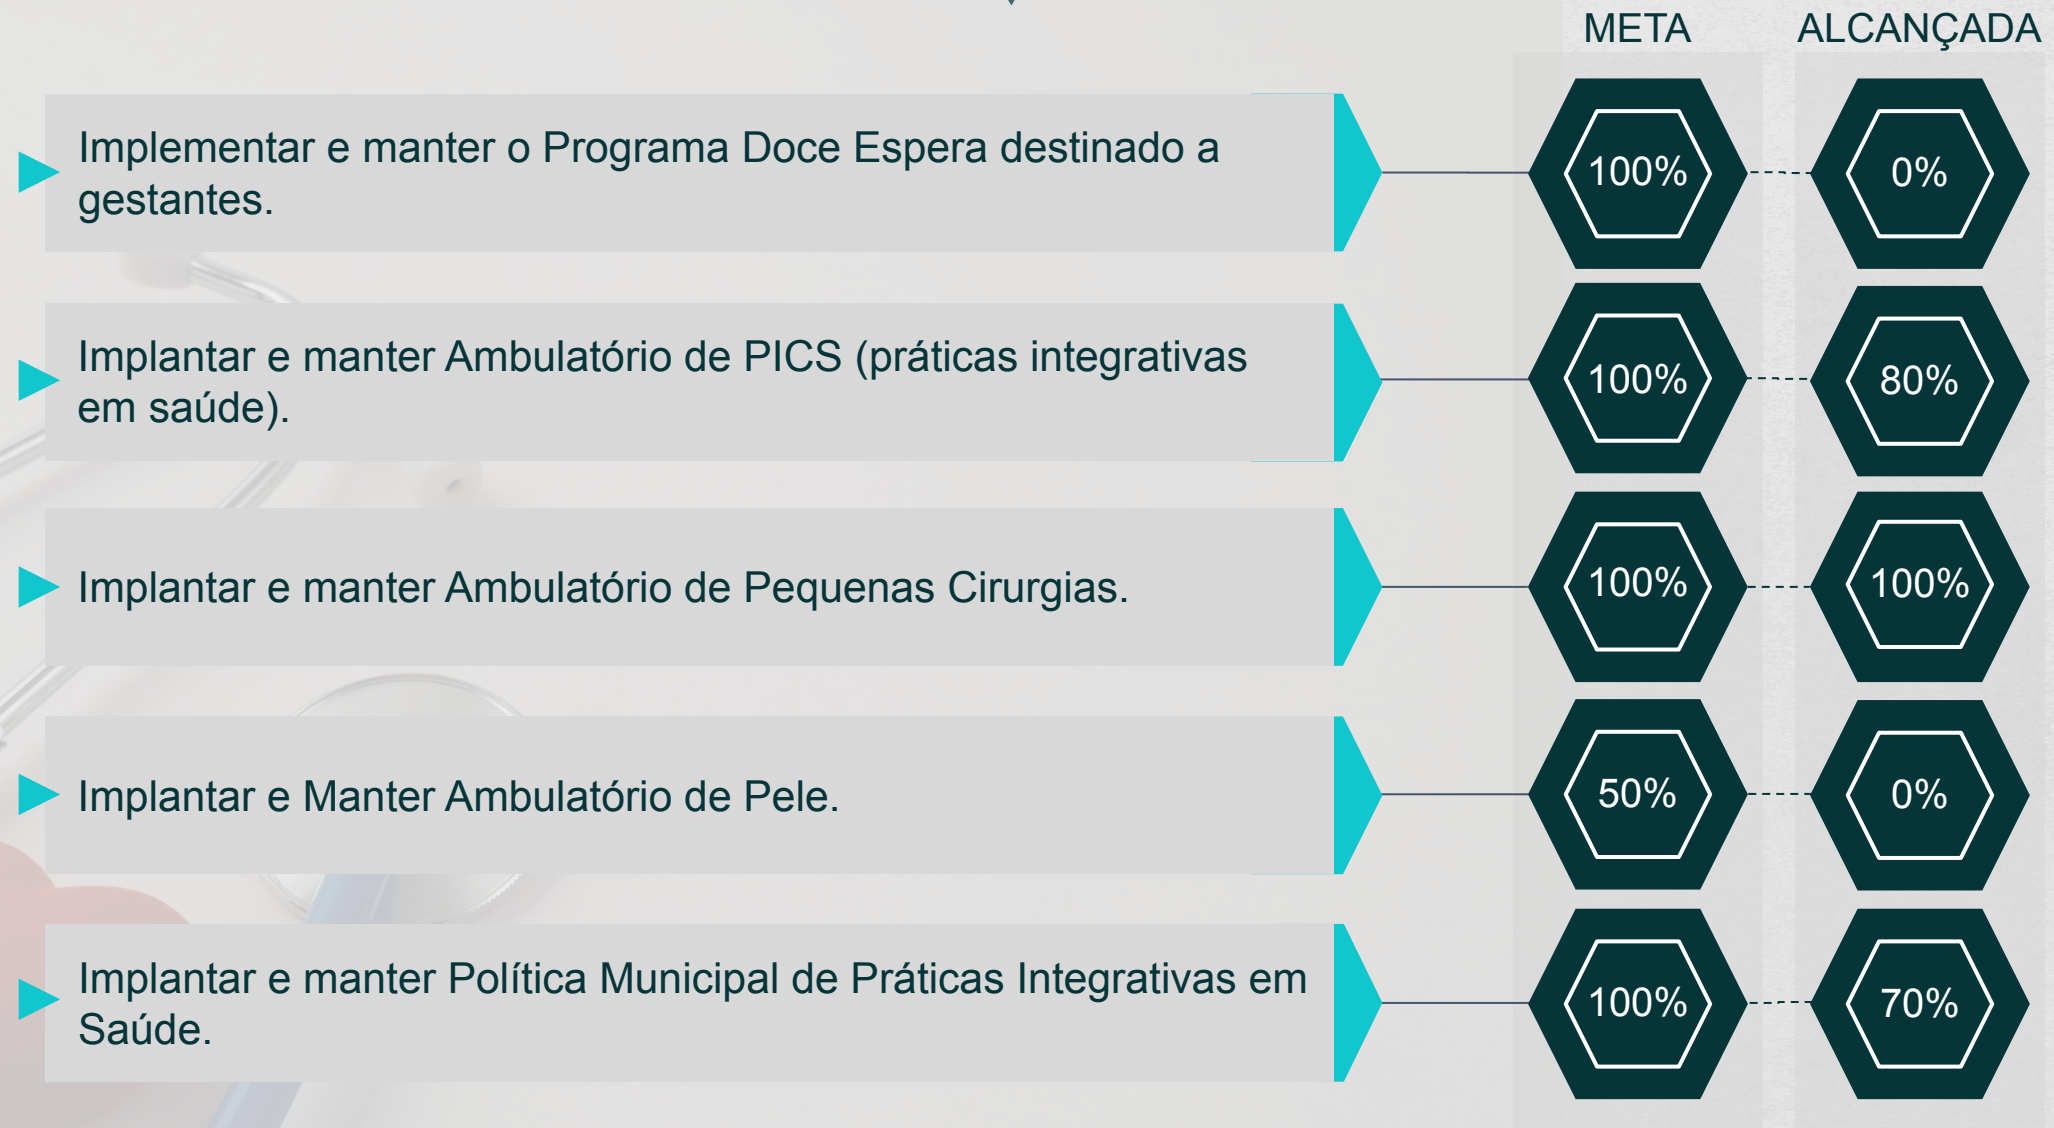 META ALCANÇADA
Implementar e manter o Programa Doce Espera destinado a
gestantes.
100% 0%
Implantar e manter Ambulatório de PICS (práticas integrativas
em saúde).
100% 80%
Implantar e manter Ambulatório de Pequenas Cirurgias.
100% 100%
Implantar e Manter Ambulatório de Pele.
50% 0%
Implantar e manter Política Municipal de Práticas Integrativas em
Saúde.
100% 70%